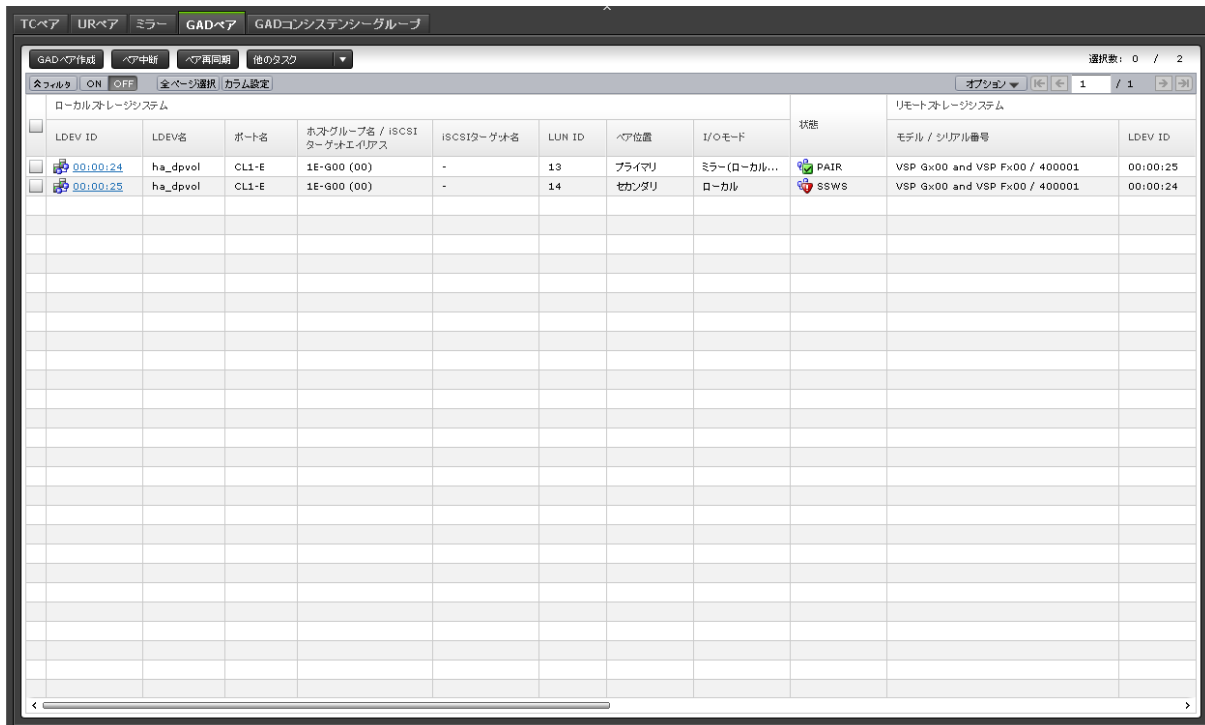 TCペア URペア ミラー GADペア GADコンシステンシーグループ
GADペア作成 ペア中断 ペア再同期 他のタスク 選択数: 0 / 2
フィルタ ON OFF 全ページ選択 カラム設定 オプション 1 / 1
ローカルストレージシステム 状態 リモートストレージシステム
LDEV ID LDEV名 ポート名 ホストグループ名 / iSCSI ターゲットエイリアス iSCSIターゲット名 LUN ID ペア位置 I/Oモード モデル / シリアル番号 LDEV ID
00:00:24 ha_dpvol CL1-E 1E-G00 (00) - 13 プライマリ ミラー(ローカル... PAIR VSP Gx00 and VSP Fx00 / 400001 00:00:25
00:00:25 ha_dpvol CL1-E 1E-G00 (00) - 14 セカンダリ ローカル SSWS VSP Gx00 and VSP Fx00 / 400001 00:00:24